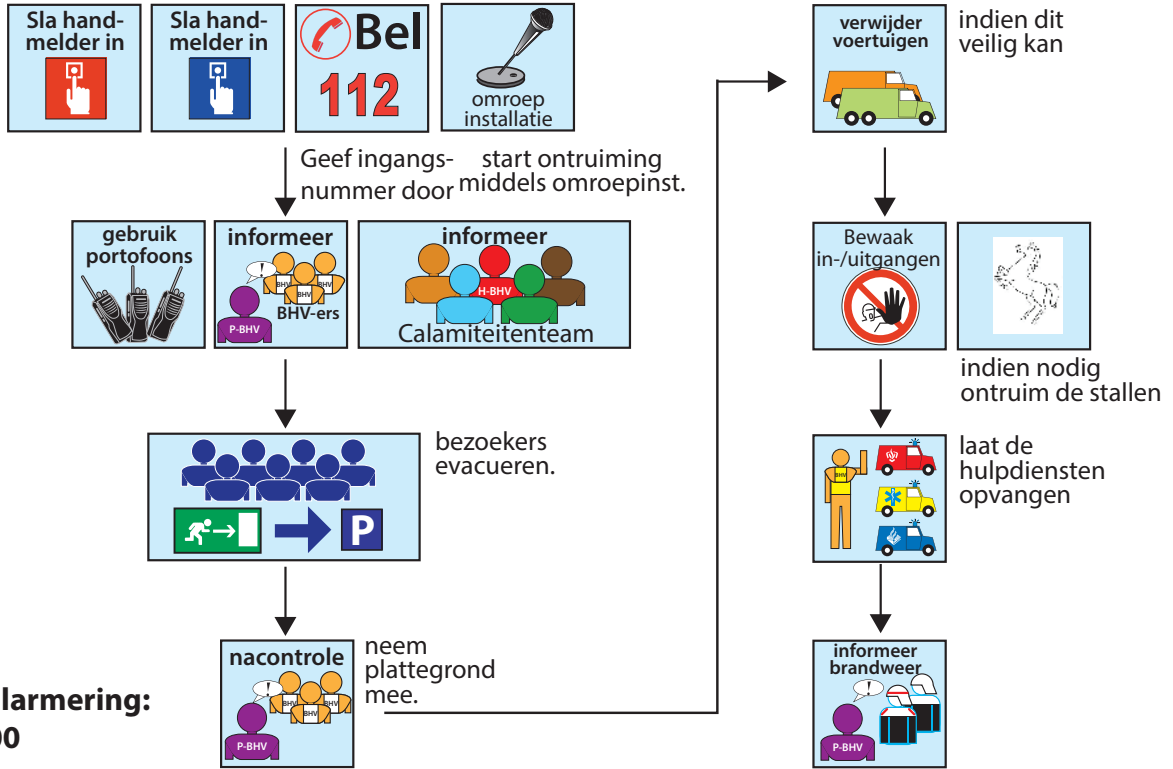 Sla hand-
melder in
Sla hand-
melder in
Bel
112
omroep
installatie
Geef ingangs-
nummer door
start ontruiming
middels omroepinst.
gebruik
portofoons
informeer
!
BHV
BHV
BHV
BHV-ers
P-BHV
informeer
H-BHV
Calamiteitenteam
bezoekers
evacueren.
P
nacontrole
!
BHV
BHV
BHV
P-BHV
neem
plattegrond
mee.
larmering:
00
verwijder
voertuigen
indien dit
veilig kan
Bewaak
in-/uitgangen
indien nodig
ontruim de stallen
BHV
laat de
hulpdiensten
opvangen
informeer
brandweer
!
P-BHV